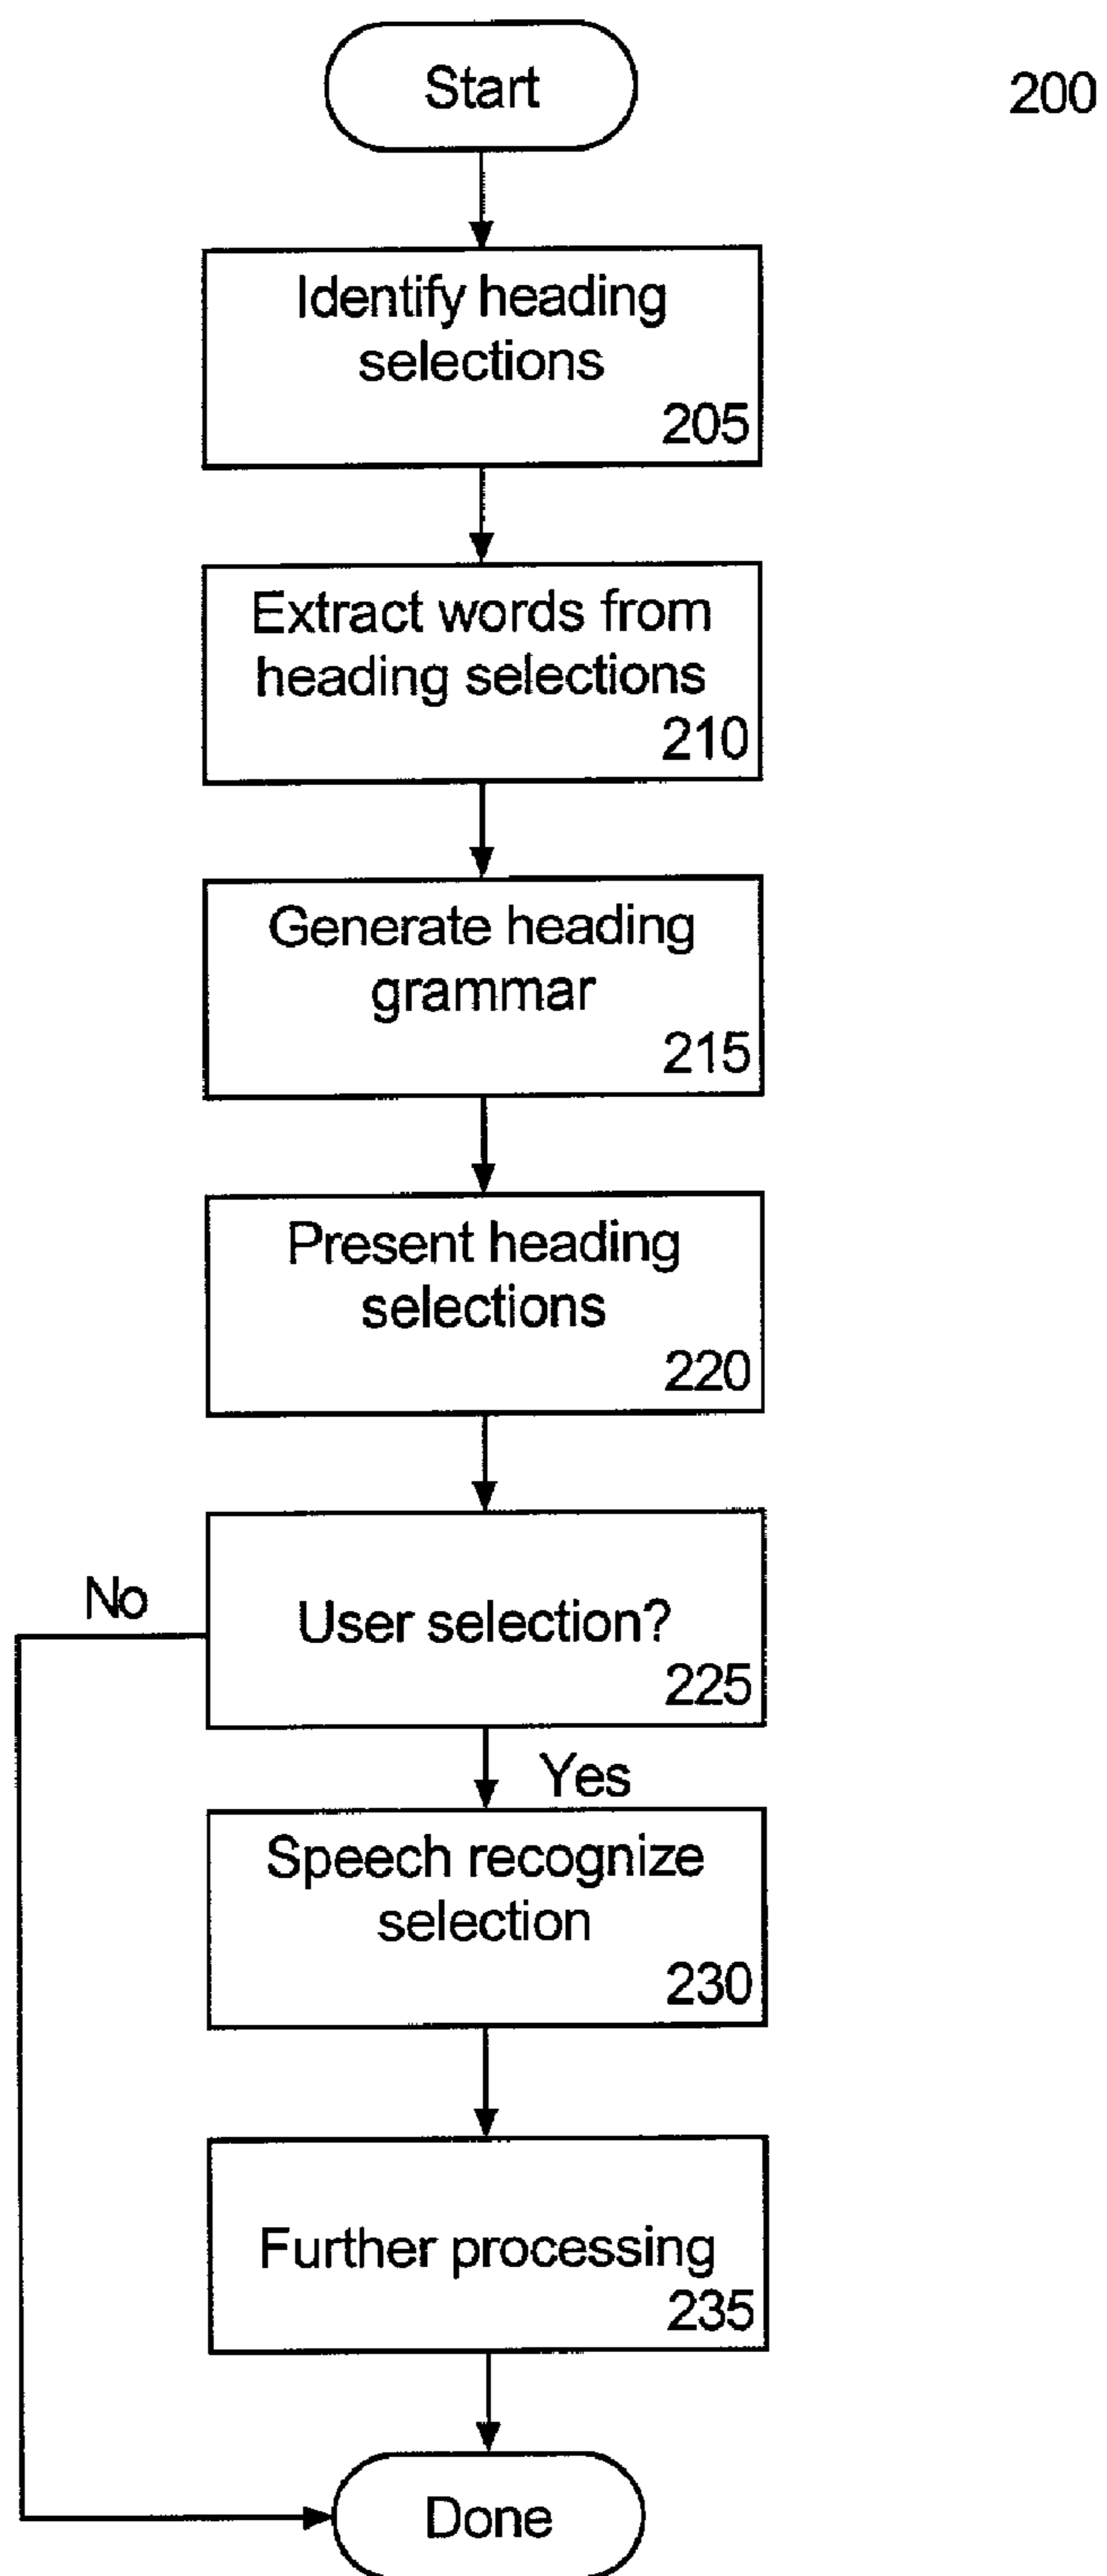 Start
200
Identify heading
selections
205
Extract words from
heading selections
210
Generate heading
grammar
215
Present heading
selections
220
No
User selection?
225
Yes
Speech recognize
selection
230
Further processing
235
Done